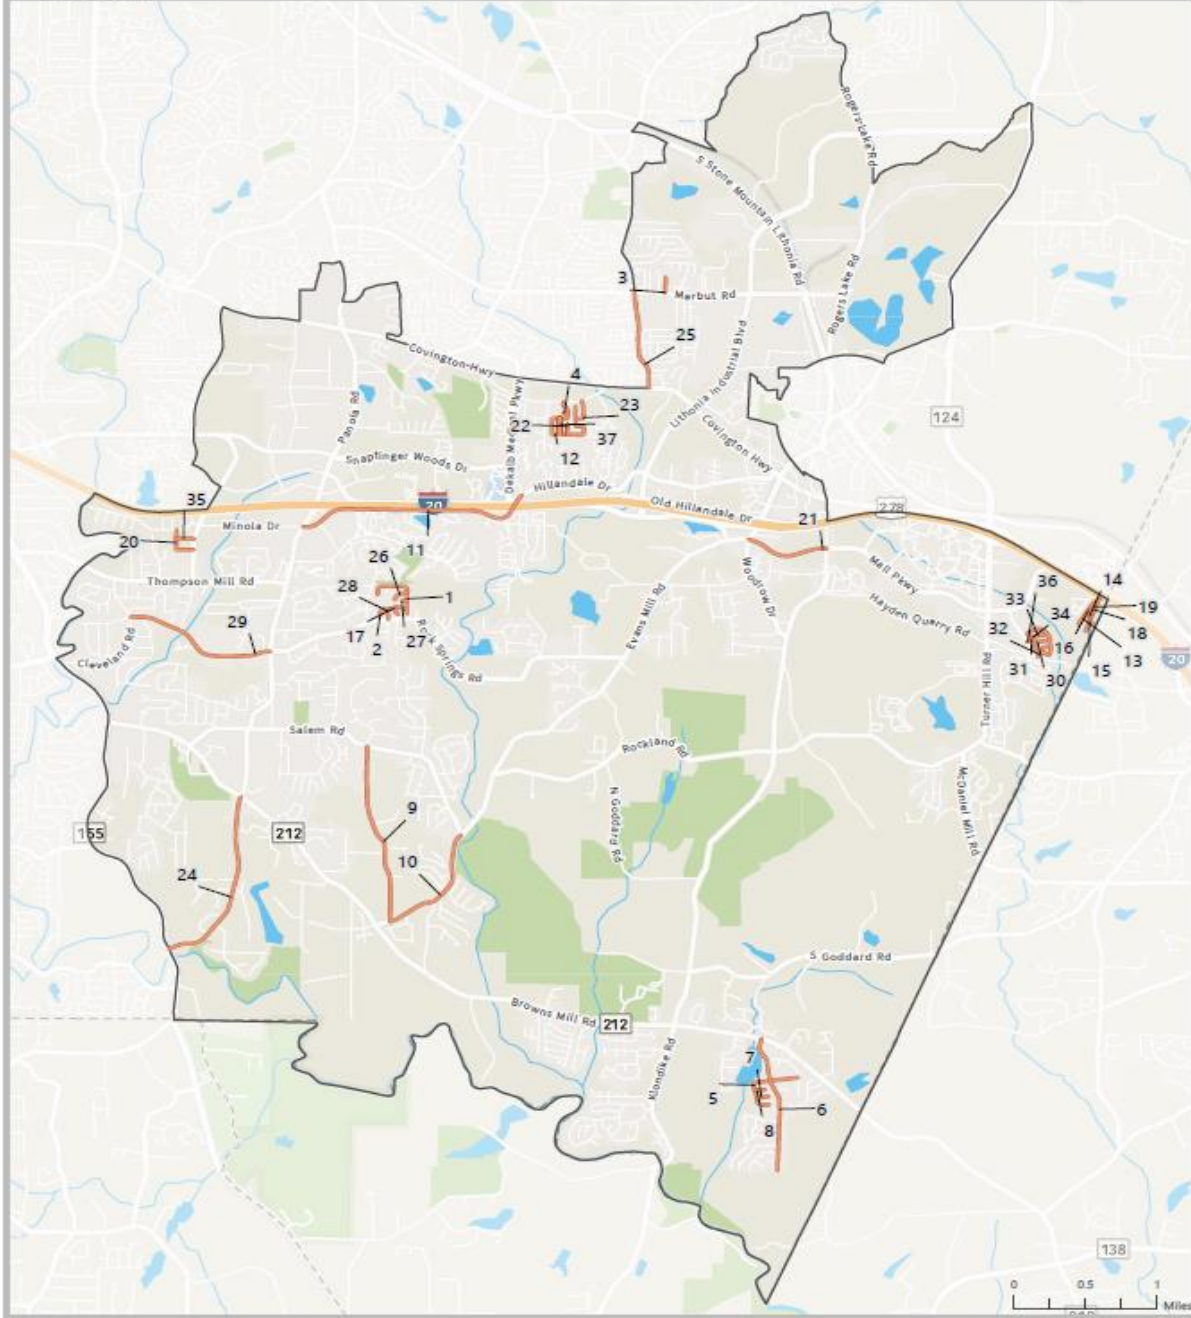 Rogers Lake Rd
S Stone Mountain Lithonia Rd
3
Marbut Rd
Rogers Lake Rd
25
Covington Hwy
4
Lithonia Industrial Blvd
Panola Rd
Dekalb Medical Pkwy
23
22
37
12
Covington Hwy
124
Snapfinger Woods Dr
Hillandale Dr
35
20
Old Hillandale Dr
278
21
Minola Dr
20
11
26
Thompson Mill Rd
28
1
Woodrow Dr
Mall Pkwy
36
14
Hayden Quarry Rd
33
34
19
18
29
17
2
27
Evans Mill Rd
32
16
13
20
Cleveland Rd
Rock Springs Rd
31
30
15
Turner Hill Rd
Salem Rd
Rockland Rd
N Goddard Rd
McDaniel Mill Rd
155
212
9
10
24
S Goddard Rd
Browns Mill Rd
212
Klondike Rd
7
5
6
8
138
0
0.5
1
Miles